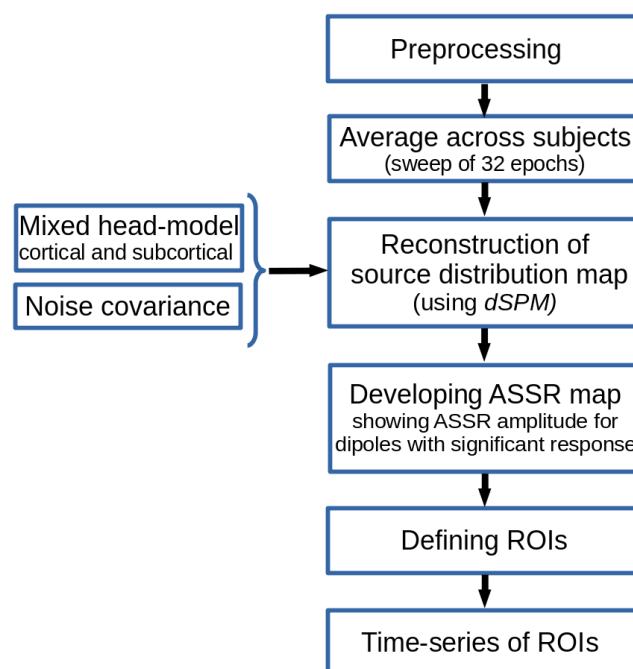 Preprocessing
Average across subjects
(sweep of 32 epochs)
Mixed head-model
cortical and subcortical
Noise covariance
Reconstruction of
source distribution map
(using dSPM)
Developing ASSR map
showing ASSR amplitude for
dipoles with significant response
Defining ROIs
Time-series of ROIs